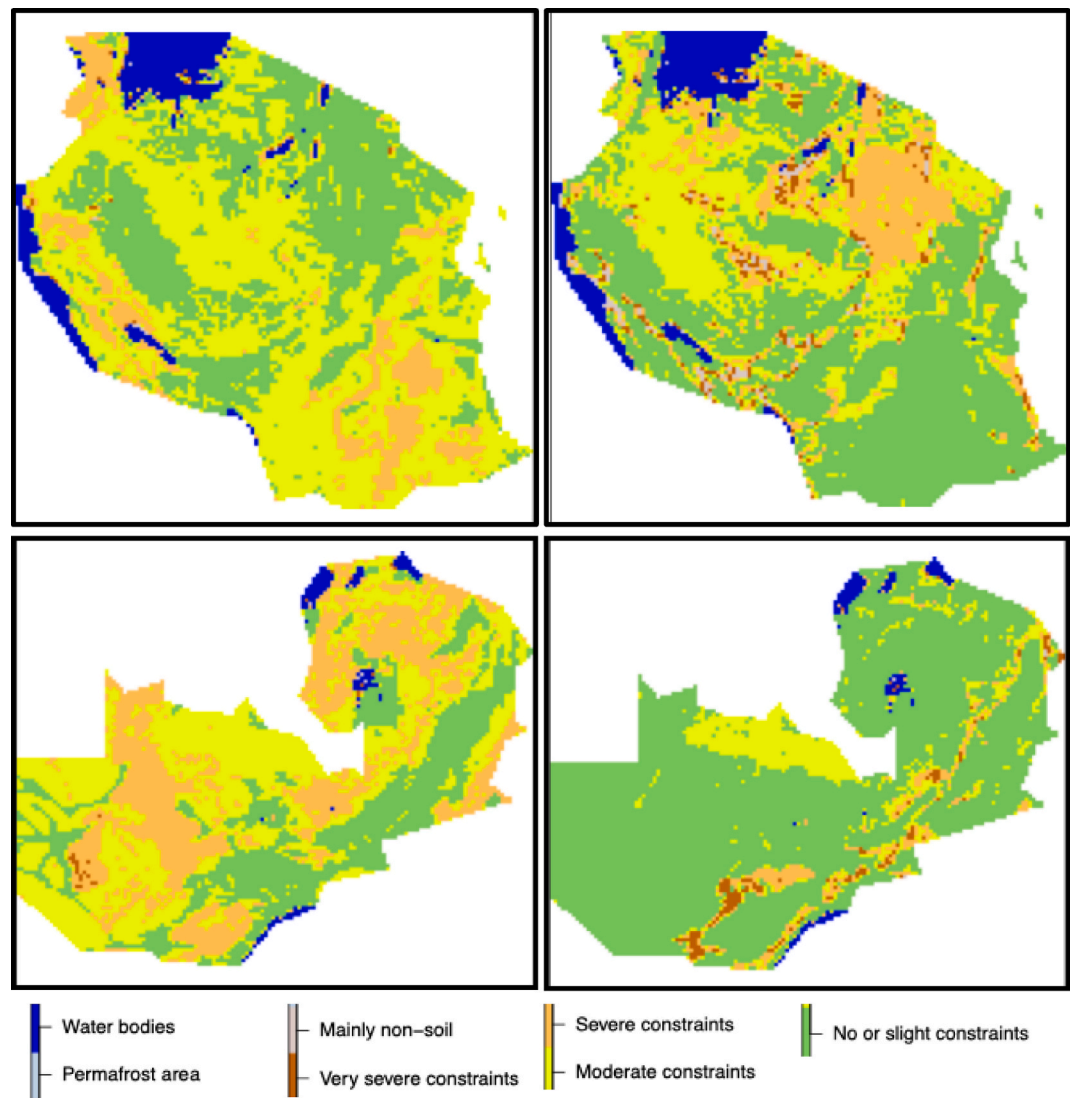 Water bodies
Permafrost area
Mainly non–soil
Very severe constraints
Severe constraints
Moderate constraints
No or slight constraints